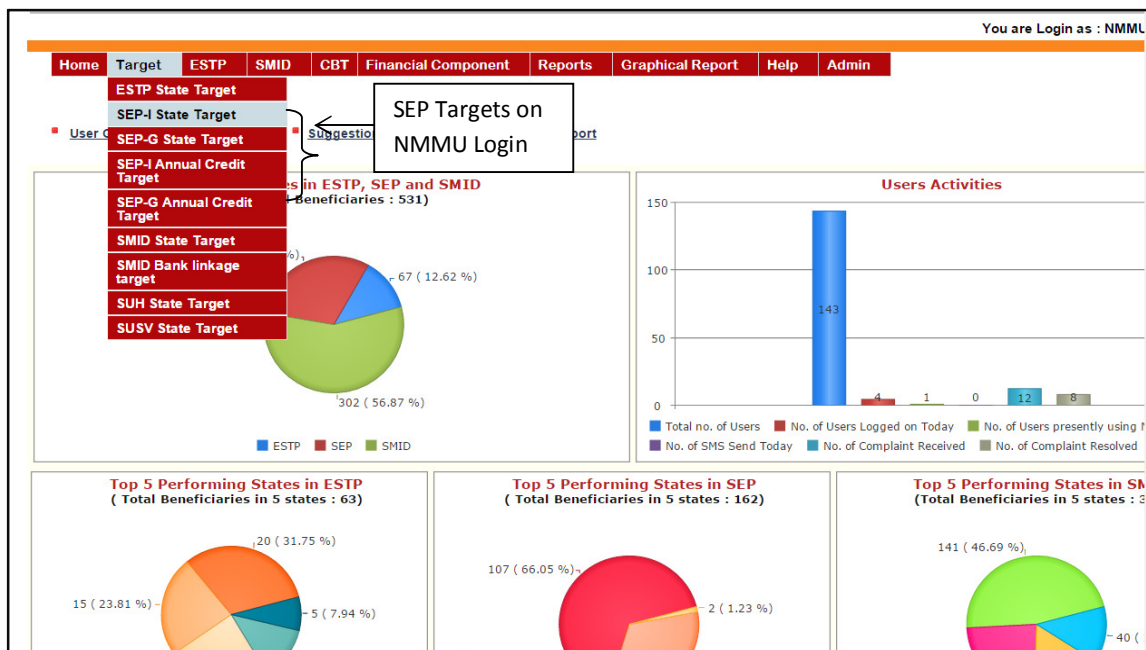 You are Login as : NMMU
Home Target ESTP SMID CBT Financial Component Reports Graphical Report Help Admin
ESTP State Target
SEP-I State Target
SEP-G State Target
SEP-I Annual Credit
Target
SEP-G Annual Credit
Target
SMID State Target
SMID Bank linkage
target
SUH State Target
SUSV State Target
SEP Targets on
NMMU Login
User
in ESTP, SEP and SMID
Beneficiaries : 531)
67 ( 12.62 %)
302 ( 56.87 %)
ESTP SEP SMID
Users Activities
150
100
50
0
143
4
1
0
12
8
Total no. of Users No. of Users Logged on Today No. of Users presently using
No. of SMS Send Today No. of Complaint Received No. of Complaint Resolved
Top 5 Performing States in ESTP
( Total Beneficiaries in 5 states : 63)
20 ( 31.75 %)
15 ( 23.81 %)
5 ( 7.94 %)
Top 5 Performing States in SEP
( Total Beneficiaries in 5 states : 162)
107 ( 66.05 %)
2 ( 1.23 %)
Top 5 Performing States in
(Total Beneficiaries in 5 states :
141 ( 46.69 %)
40 (